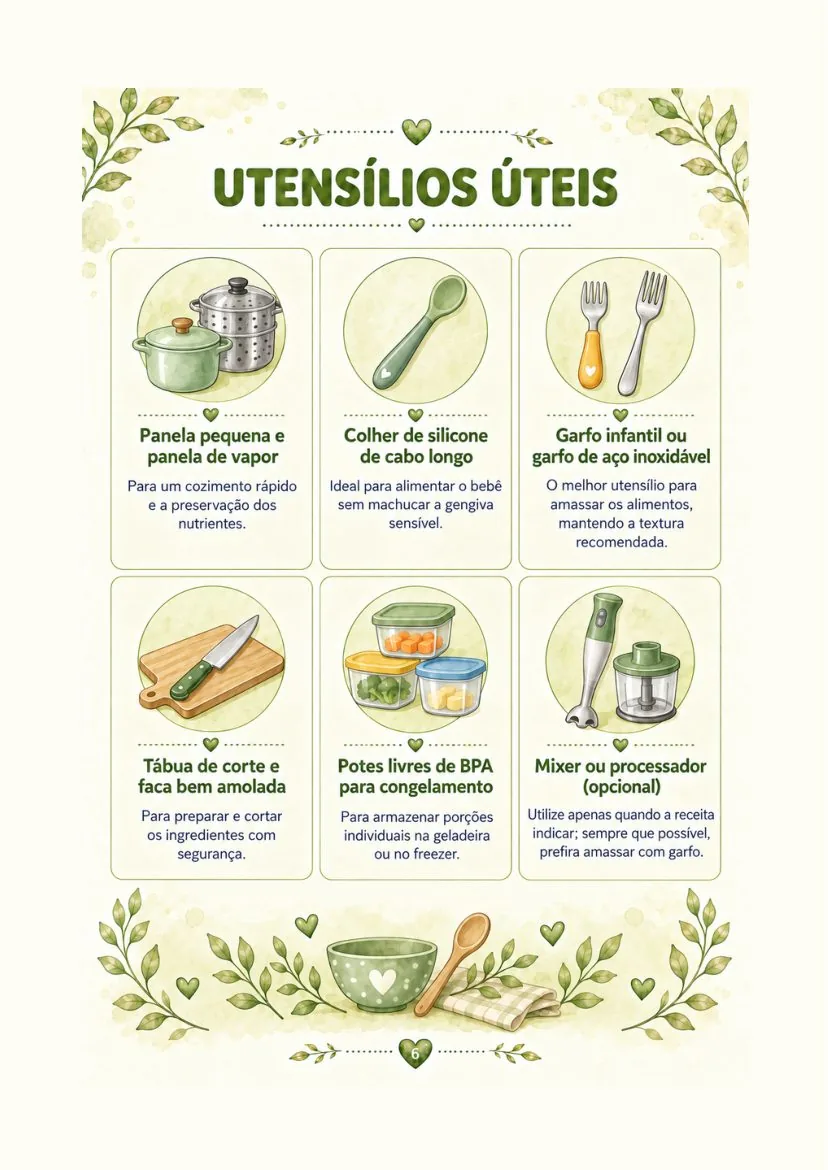 UTENSÍLIOS ÚTEIS
Panela pequena e
panela de vapor
Para um cozimento rápido
e a preservação dos
nutrientes.
Colher de silicone
de cabo longo
Ideal para alimentar o bebê
sem machucar a gengiva
sensível.
Garfo infantil ou
garfo de aço inoxidável
O melhor utensílio para
amassar os alimentos,
mantendo a textura
recomendada.
Tábua de corte e
faca bem amolada
Para preparar e cortar
os ingredientes com
segurança.
Potes livres de BPA
para congelamento
Para armazenar porções
individuais na geladeira
ou no freezer.
Mixer ou processador
(opcional)
Utilize apenas quando a receita
indicar; sempre que possível,
prefira amassar com garfo.
6